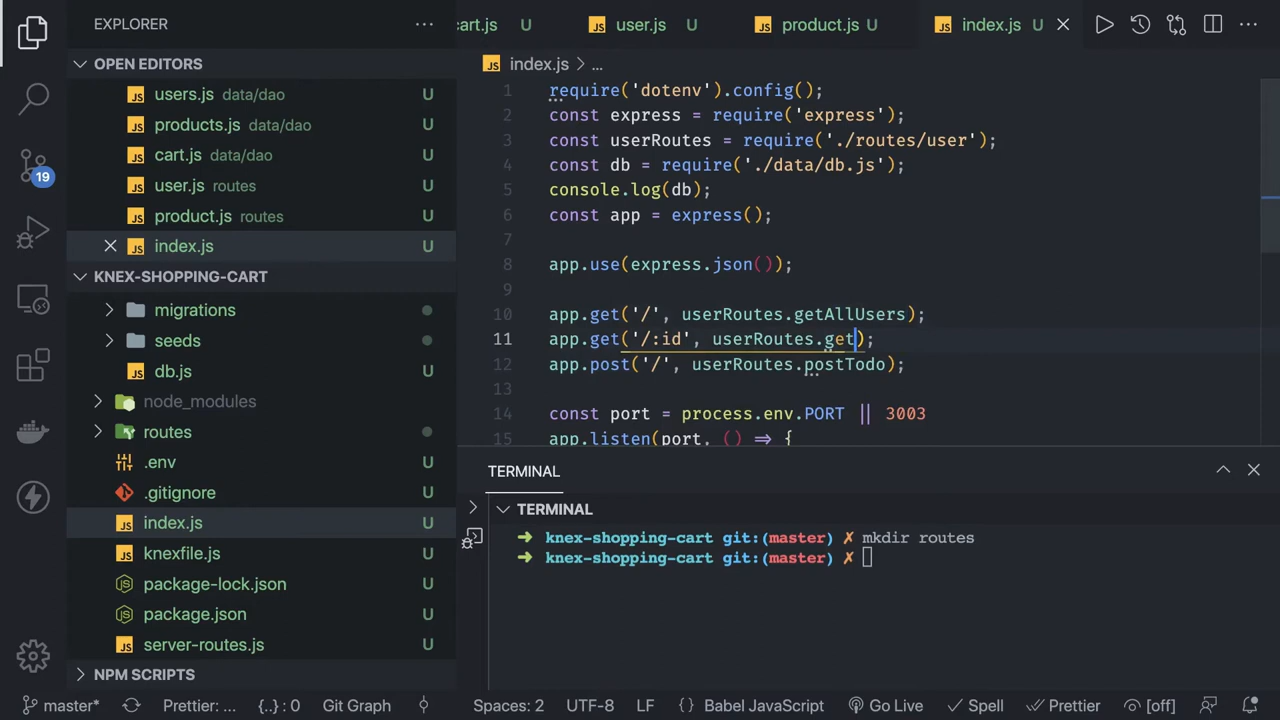 EXPLORER
OPEN EDITORS
users.js data/dao U
products.js data/dao U
cart.js data/dao U
user.js routes U
product.js routes U
index.js U
KNEX-SHOPPING-CART
migrations
seeds
db.js U
node_modules
routes
.env U
.gitignore U
index.js U
knexfile.js U
package-lock.json U
package.json U
server-routes.js U
NPM SCRIPTS
19
cart.js U
JS user.js U
JS product.js U
JS index.js U
JS index.js > ...
1 require('dotenv').config();
2 const express = require('express');
3 const userRoutes = require('./routes/user');
4 const db = require('./data/db.js');
5 console.log(db);
6 const app = express();
7
8 app.use(express.json());
9
10 app.get('/', userRoutes.getAllUsers);
11 app.get('/:id', userRoutes.get);
12 app.post('/', userRoutes.postTodo);
13
14 const port = process.env.PORT || 3003
15 app.listen(port, () => {
TERMINAL
TERMINAL
➜ knex-shopping-cart git:(master) ✗ mkdir routes
➜ knex-shopping-cart git:(master) ✗
master* Prettier: ... {..} : 0 Git Graph Spaces: 2 UTF-8 LF {} Babel JavaScript Go Live Spell Prettier [off]